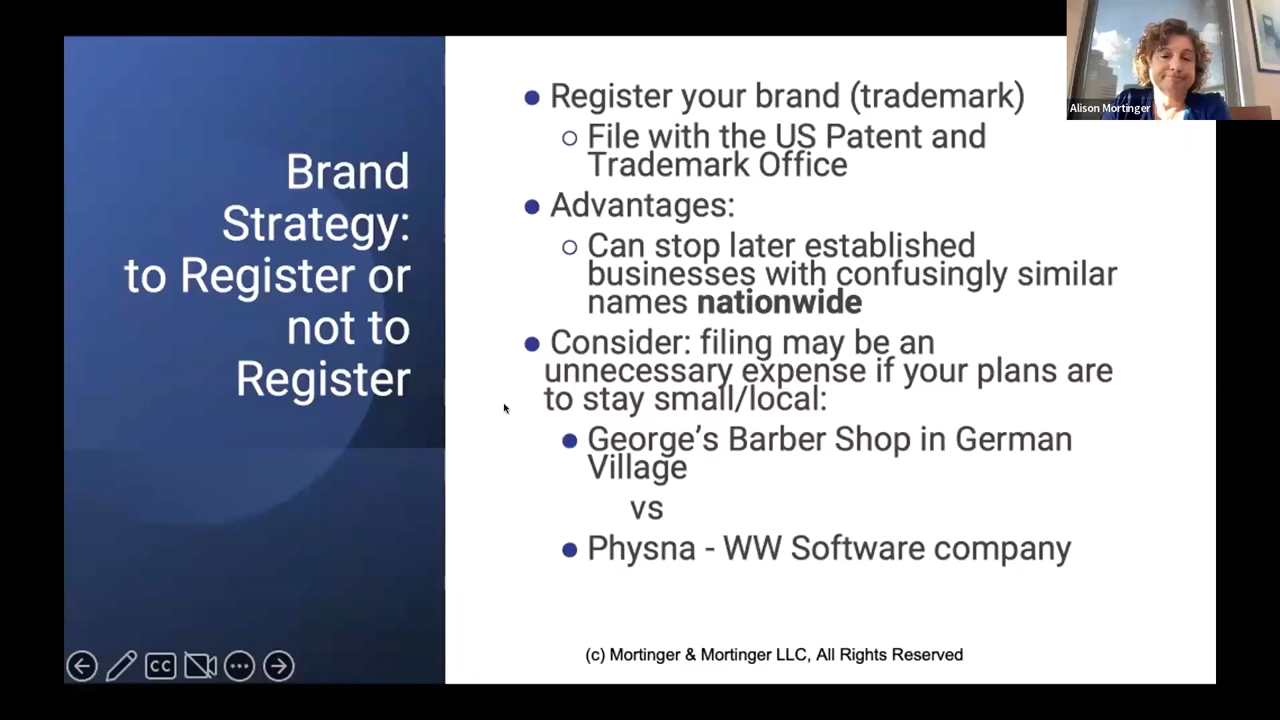 Brand
Strategy:
to Register or
not to
Register
● Register your brand (trademark)
○ File with the US Patent and
Trademark Office
● Advantages:
○ Can stop later established
businesses with confusingly similar
names nationwide
● Consider: filing may be an
unnecessary expense if your plans are
to stay small/local:
● George’s Barber Shop in German
Village
vs
● Physna - WW Software company
(c) Mortinger & Mortinger LLC, All Rights Reserved
CC
Alison Mortinger